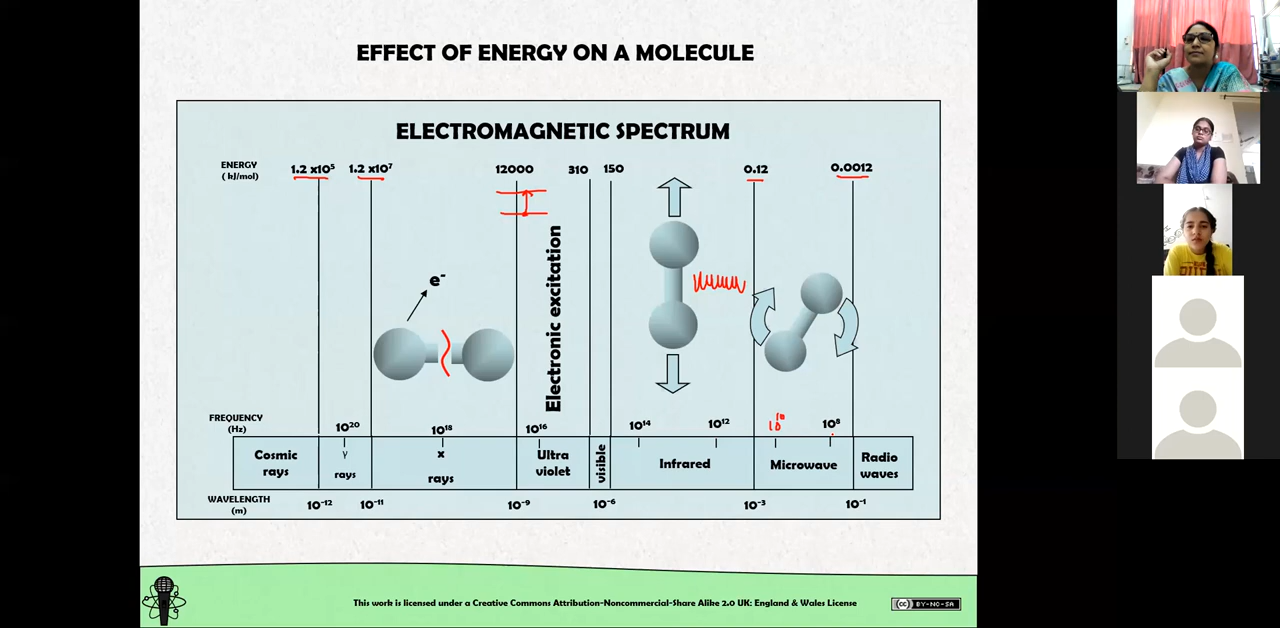 EFFECT OF ENERGY ON A MOLECULE
ELECTROMAGNETIC SPECTRUM
ENERGY
( kJ/mol)
1.2 x10⁵ 1.2 x10⁷ 12000 310 150 0.12 0.0012
e⁻
Electronic excitation
FREQUENCY
(Hz)
10²⁰ 10¹⁸ 10¹⁶ 10¹⁴ 10¹² 10¹⁰ 10⁸
Cosmic
rays
γ
rays
x
rays
Ultra
violet
visible
Infrared
Microwave
Radio
waves
WAVELENGTH
(m)
10⁻¹² 10⁻¹¹ 10⁻⁹ 10⁻⁶ 10⁻³ 10⁻¹
This work is licensed under a Creative Commons Attribution-Noncommercial-Share Alike 2.0 UK: England & Wales License
cc BY-NC-SA